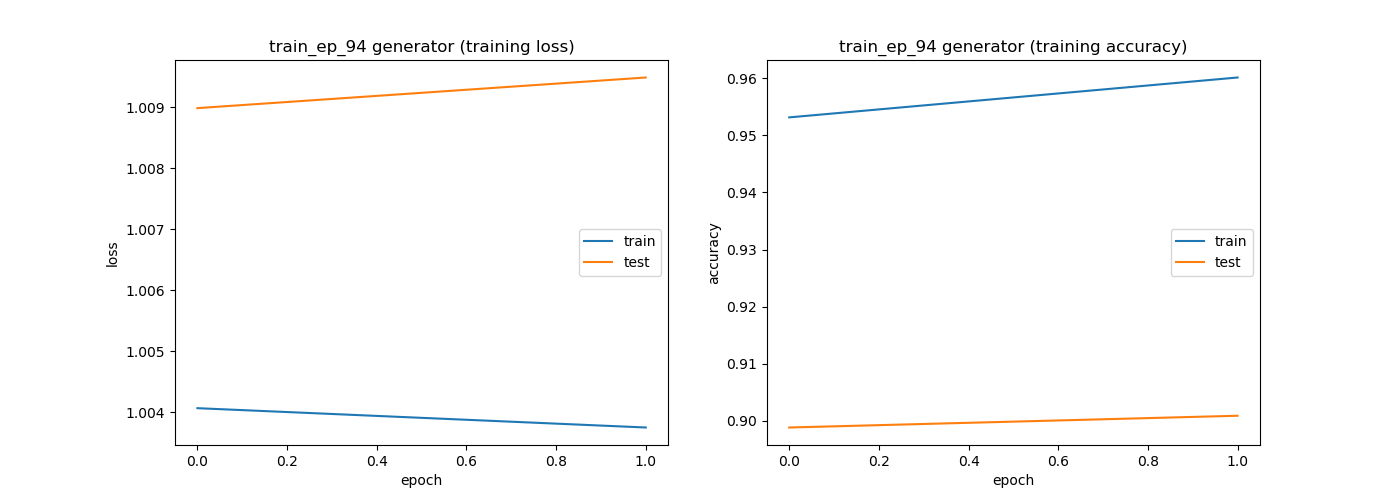 train_ep_94 generator (training loss)
1.009
1.008
1.007
1.006
1.005
1.004
loss
train
test
0.0 0.2 0.4 0.6 0.8 1.0
epoch
train_ep_94 generator (training accuracy)
0.96
0.95
0.94
0.93
0.92
0.91
0.90
accuracy
train
test
0.0 0.2 0.4 0.6 0.8 1.0
epoch